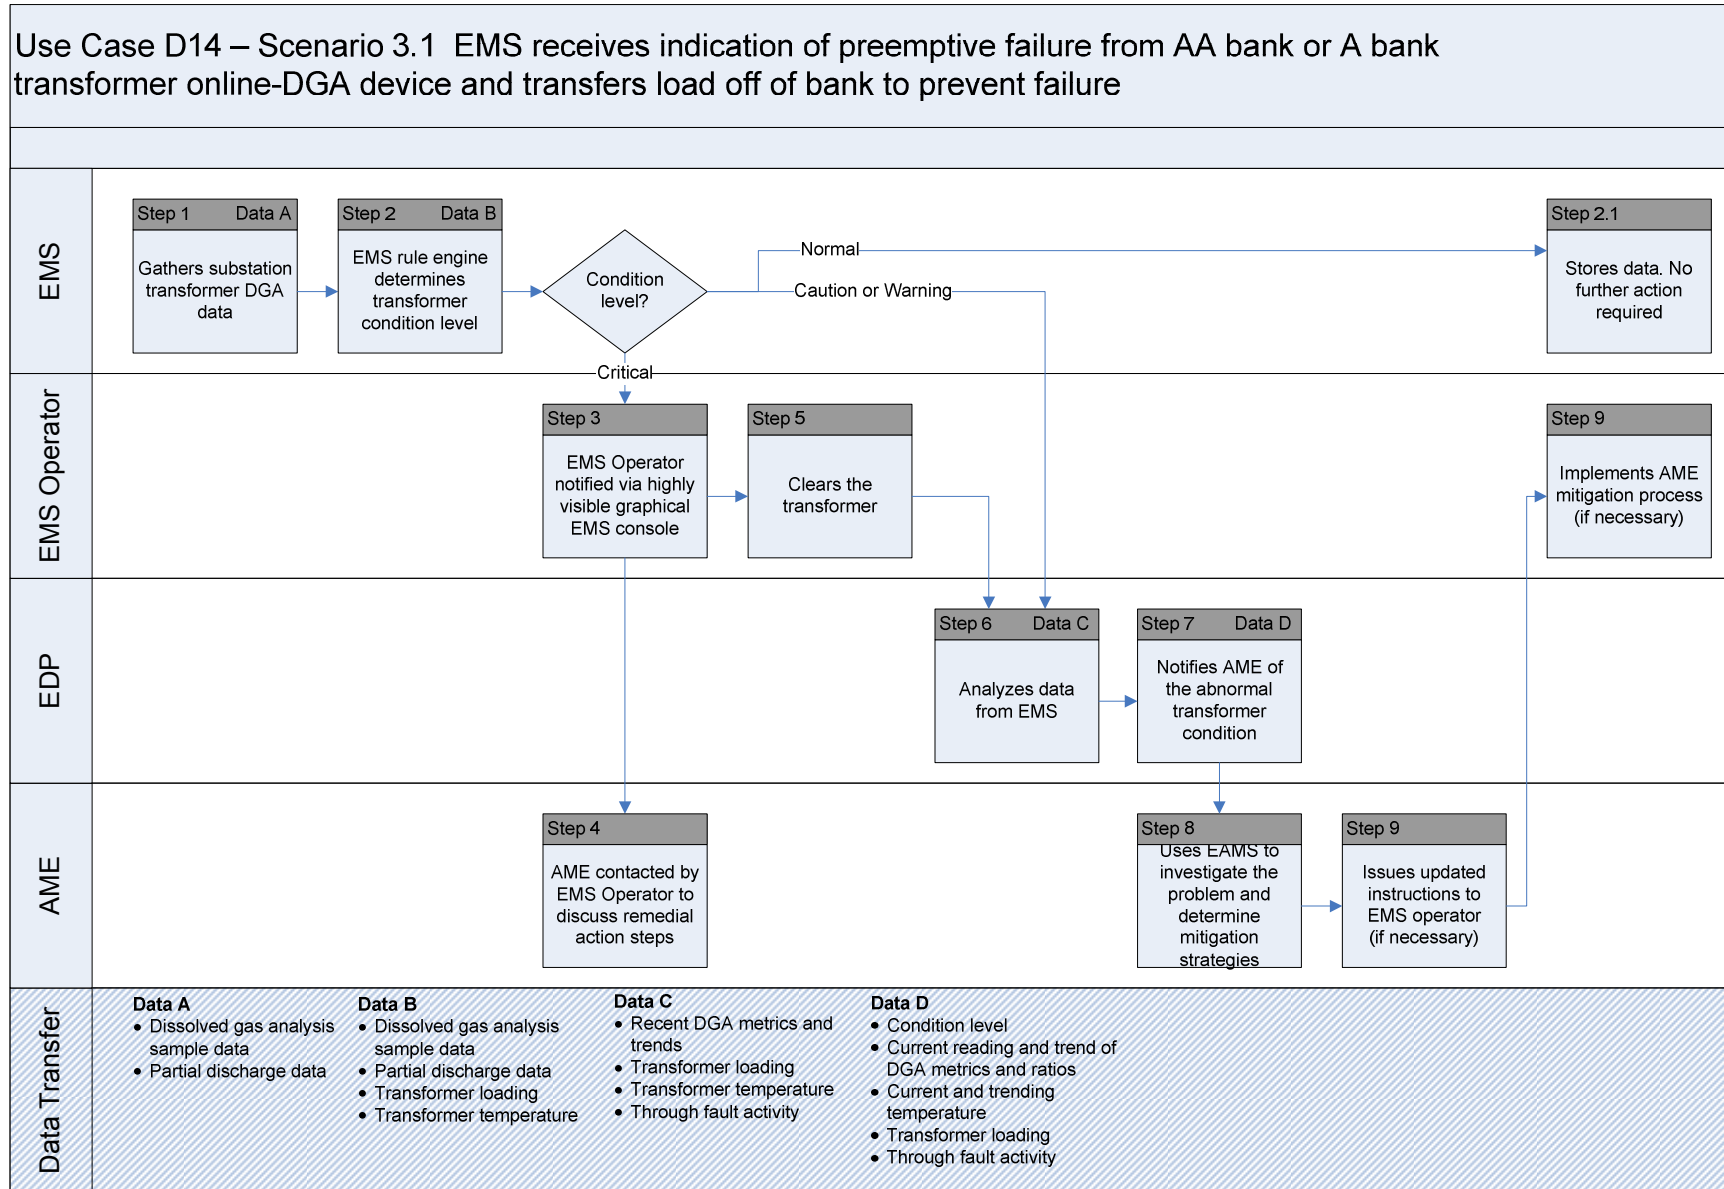 Use Case D14 – Scenario 3.1  EMS receives indication of preemptive failure from AA bank or A bank
transformer online-DGA device and transfers load off of bank to prevent failure
EMS
Step 1 Data A
Gathers substation
transformer DGA
data
Step 2 Data B
EMS rule engine
determines
transformer
condition level
Condition
level?
Normal
Caution or Warning
Critical
Step 2.1
Stores data. No
further action
required
EMS Operator
Step 3
EMS Operator
notified via highly
visible graphical
EMS console
Step 5
Clears the
transformer
Step 9
Implements AME
mitigation process
(if necessary)
EDP
Step 6 Data C
Analyzes data
from EMS
Step 7 Data D
Notifies AME of
the abnormal
transformer
condition
AME
Step 4
AME contacted by
EMS Operator to
discuss remedial
action steps
Step 8
Uses EAMS to
investigate the
problem and
determine
mitigation
strategies
Step 9
Issues updated
instructions to
EMS operator
(if necessary)
Data Transfer
Data A
• Dissolved gas analysis
sample data
• Partial discharge data
Data B
• Dissolved gas analysis
sample data
• Partial discharge data
• Transformer loading
• Transformer temperature
Data C
• Recent DGA metrics and
trends
• Transformer loading
• Transformer temperature
• Through fault activity
Data D
• Condition level
• Current reading and trend of
DGA metrics and ratios
• Current and trending
temperature
• Transformer loading
• Through fault activity